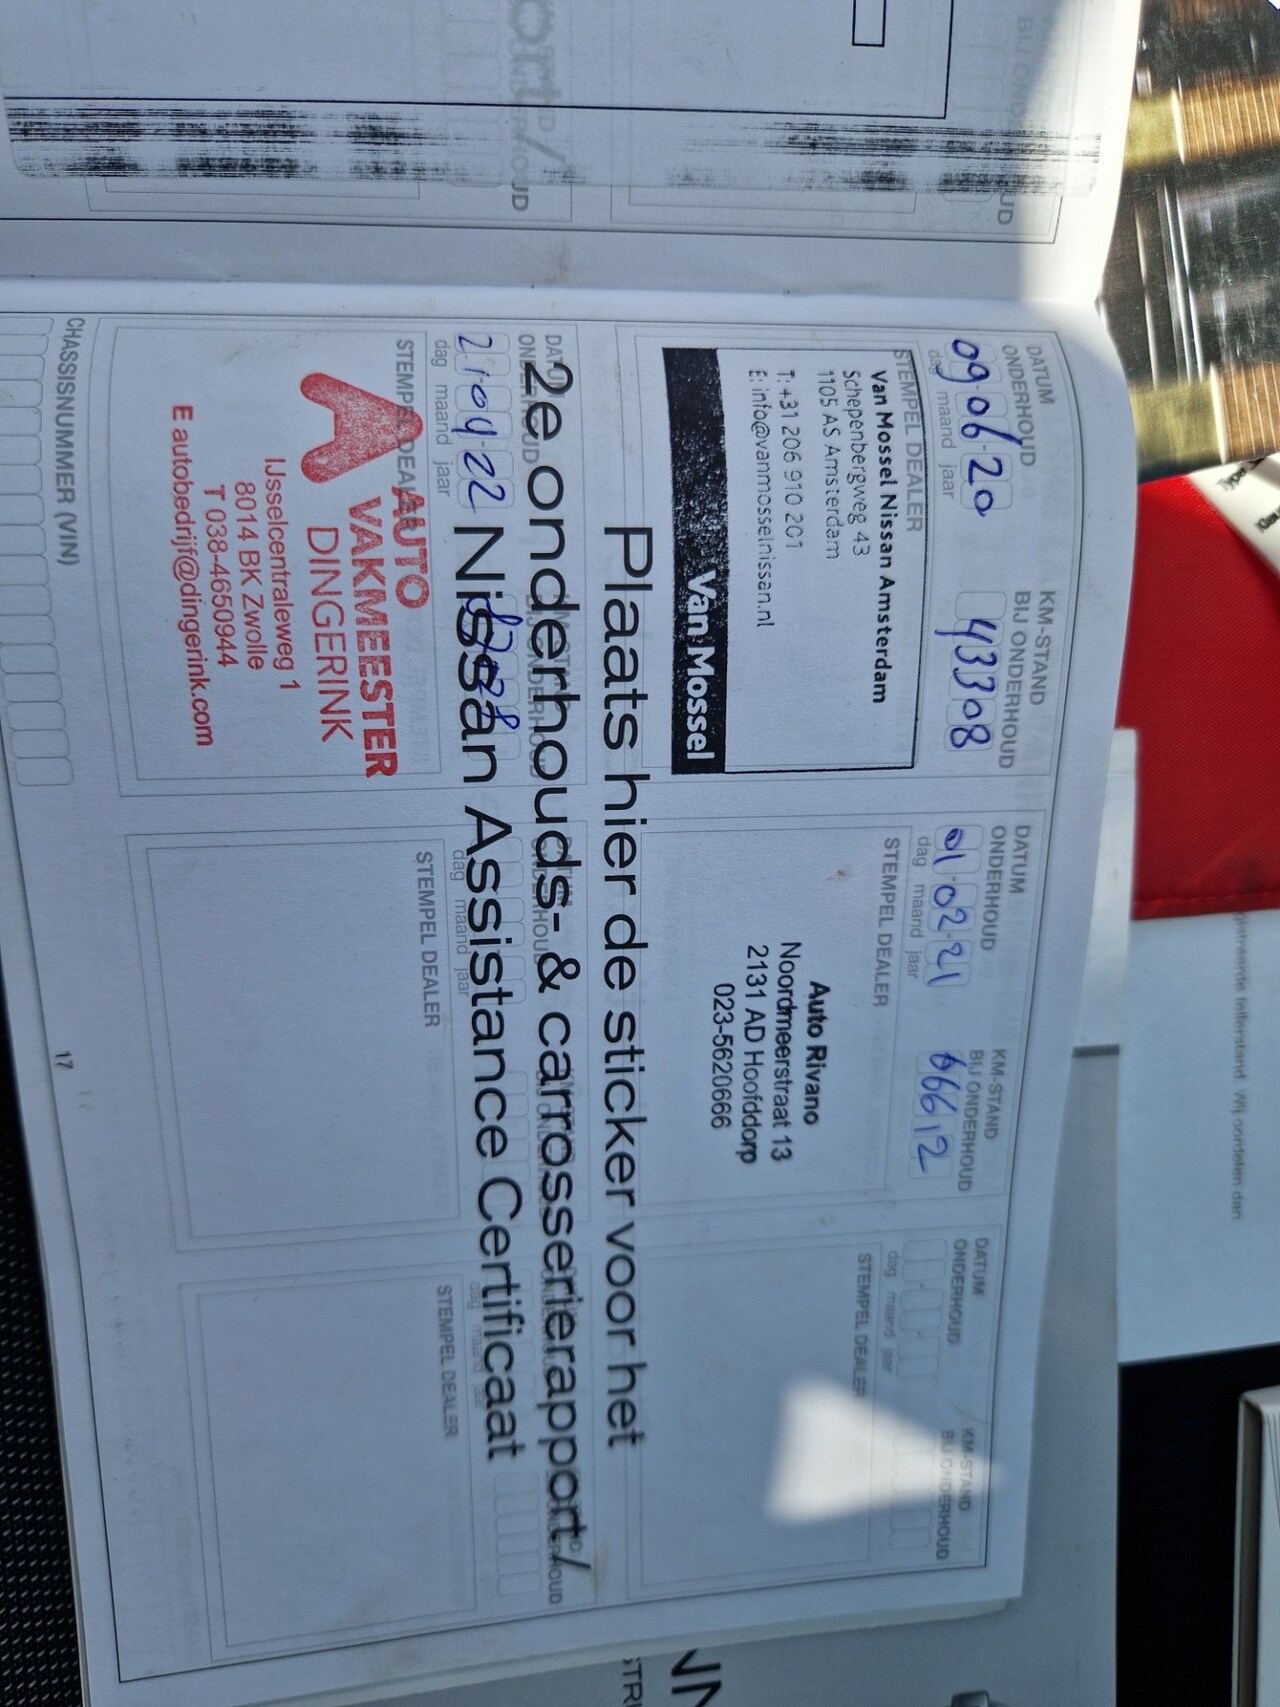 DATUM
ONDERHOUD
09-06-20
dag maand jaar
KM-STAND
BIJ ONDERHOUD
43308
STEMPEL DEALER
Van Mossel Nissan Amsterdam
Schepenbergweg 43
1105 AS Amsterdam
T: +31 206 910 201
E: info@vanmosselnissan.nl
Van Mossel
DATUM
ONDERHOUD
01-02-21
dag maand jaar
KM-STAND
BIJ ONDERHOUD
66612
STEMPEL DEALER
Auto Rivano
Noordmeerstraat 13
2131 AD Hoofddorp
023-5620666
DATUM
ONDERHOUD
dag maand jaar
KM-STAND
BIJ ONDERHOUD
STEMPEL DEALER
Plaats hier de sticker voor het
2e onderhouds- & carrosserierapport/
Nissan Assistance Certificaat
dag maand jaar
STEMPEL DEALER
AUTO
VAKMEESTER
DINGERINK
IJsselcentraleweg 1
8014 BK Zwolle
T 038-4650944
E autobedrijf@dingerink.com
dag maand jaar
STEMPEL DEALER
STEMPEL DEALER
CHASSISNUMMER (VIN)
17